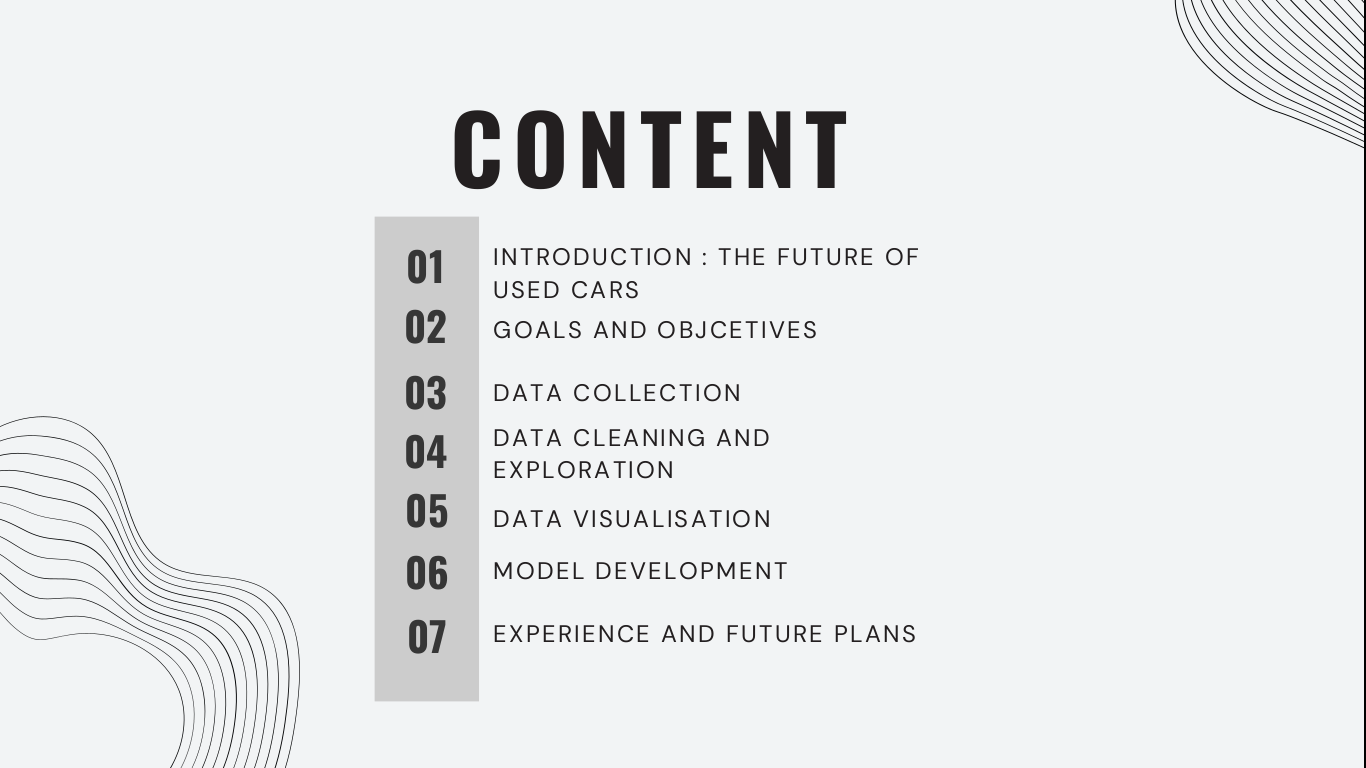 CONTENT
01 INTRODUCTION : THE FUTURE OF
USED CARS
02 GOALS AND OBJCETIVES
03 DATA COLLECTION
04 DATA CLEANING AND
EXPLORATION
05 DATA VISUALISATION
06 MODEL DEVELOPMENT
07 EXPERIENCE AND FUTURE PLANS